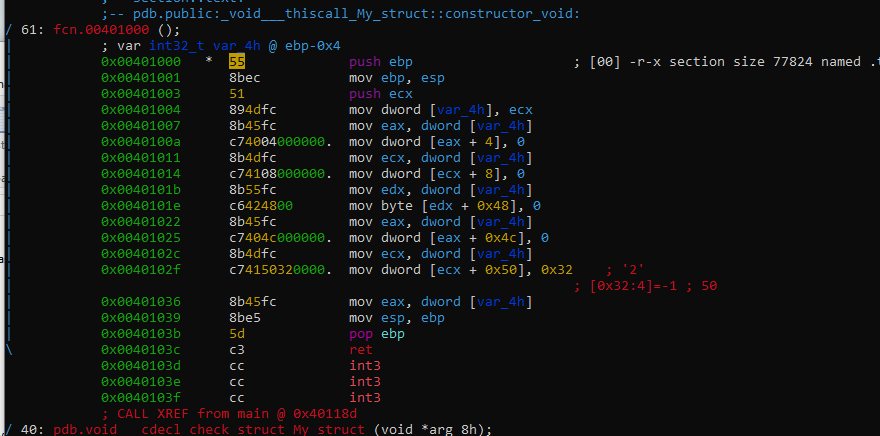 ;-- pdb.public:_void___thiscall_My_struct::constructor_void:
/ 61: fcn.00401000 ();
| ; var int32_t var_4h @ ebp-0x4
| 0x00401000 * 55 push ebp ; [00] -r-x section size 77824 named .t
| 0x00401001 8bec mov ebp, esp
| 0x00401003 51 push ecx
| 0x00401004 894dfc mov dword [var_4h], ecx
| 0x00401007 8b45fc mov eax, dword [var_4h]
| 0x0040100a c74004000000. mov dword [eax + 4], 0
| 0x00401011 8b4dfc mov ecx, dword [var_4h]
| 0x00401014 c74108000000. mov dword [ecx + 8], 0
| 0x0040101b 8b55fc mov edx, dword [var_4h]
| 0x0040101e c6424800 mov byte [edx + 0x48], 0
| 0x00401022 8b45fc mov eax, dword [var_4h]
| 0x00401025 c7404c000000. mov dword [eax + 0x4c], 0
| 0x0040102c 8b4dfc mov ecx, dword [var_4h]
| 0x0040102f c74150320000. mov dword [ecx + 0x50], 0x32 ; '2'
| ; [0x32:4]=-1 ; 50
| 0x00401036 8b45fc mov eax, dword [var_4h]
| 0x00401039 8be5 mov esp, ebp
| 0x0040103b 5d pop ebp
\ 0x0040103c c3 ret
0x0040103d cc int3
0x0040103e cc int3
0x0040103f cc int3
; CALL XREF from main @ 0x40118d
/ 40: pdb.void __cdecl_check_struct_My_struct (void *arg_8h);